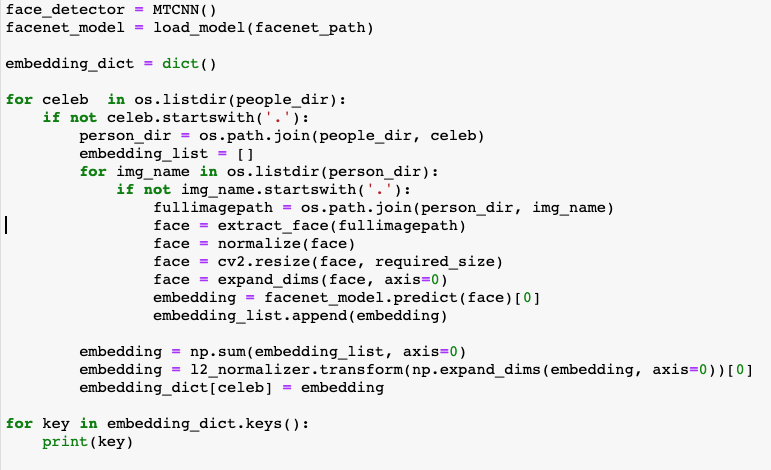 face_detector = MTCNN()
facenet_model = load_model(facenet_path)
embedding_dict = dict()
for celeb  in os.listdir(people_dir):
    if not celeb.startswith('.'):
        person_dir = os.path.join(people_dir, celeb)
        embedding_list = []
        for img_name in os.listdir(person_dir):
            if not img_name.startswith('.'):
                fullimagepath = os.path.join(person_dir, img_name)
                face = extract_face(fullimagepath)
                face = normalize(face)
                face = cv2.resize(face, required_size)
                face = expand_dims(face, axis=0)
                embedding = facenet_model.predict(face)[0]
                embedding_list.append(embedding)
        embedding = np.sum(embedding_list, axis=0)
        embedding = l2_normalizer.transform(np.expand_dims(embedding, axis=0))[0]
        embedding_dict[celeb] = embedding
for key in embedding_dict.keys():
    print(key)